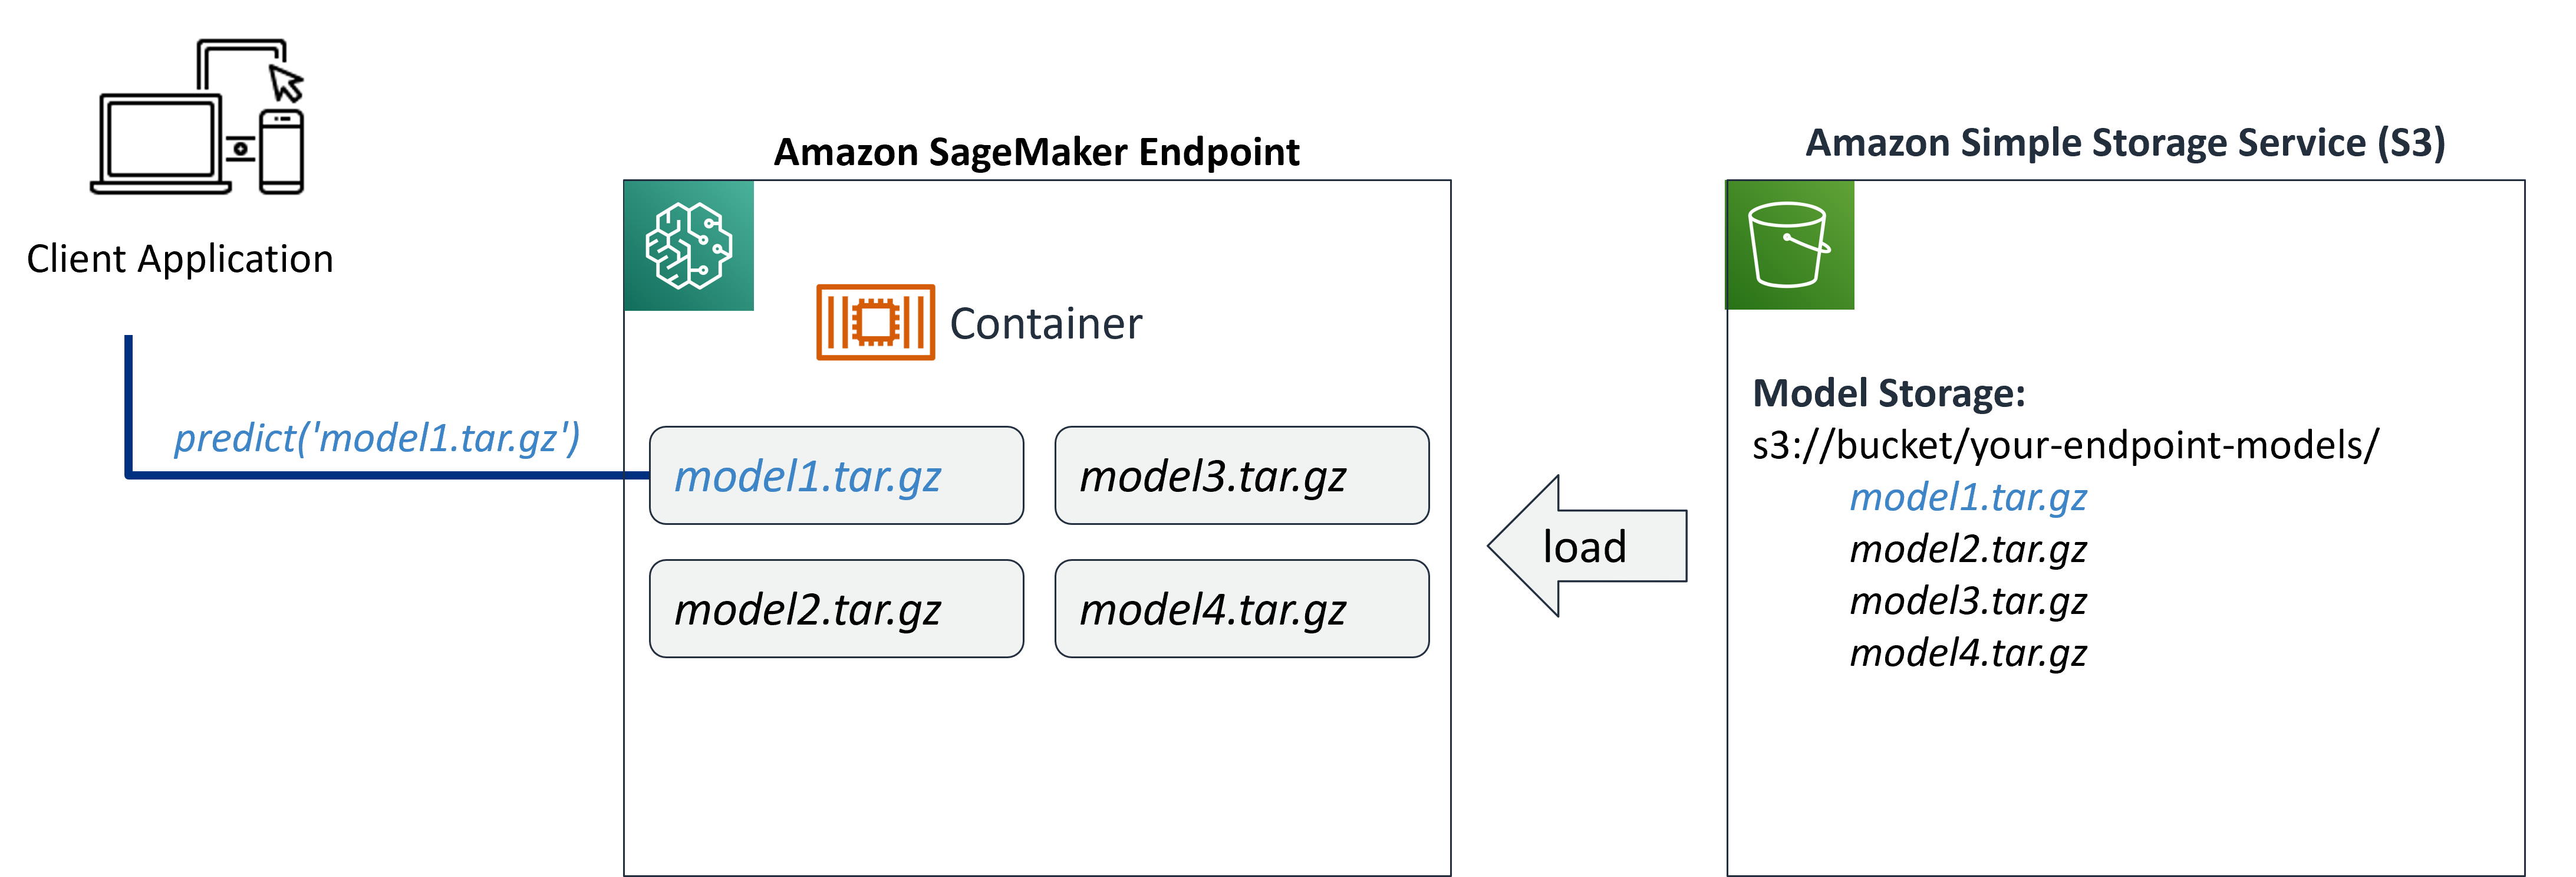 Client Application
predict('model1.tar.gz')
Amazon SageMaker Endpoint
Container
model1.tar.gz
model3.tar.gz
model2.tar.gz
model4.tar.gz
load
Amazon Simple Storage Service (S3)
Model Storage:
s3://bucket/your-endpoint-models/
model1.tar.gz
model2.tar.gz
model3.tar.gz
model4.tar.gz